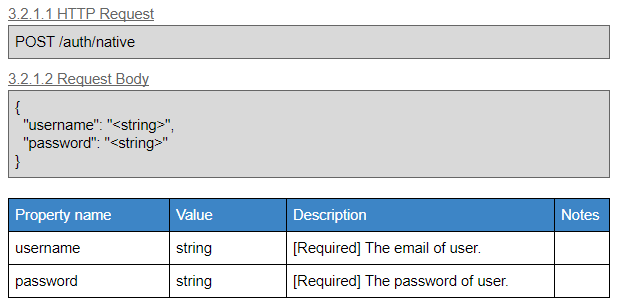 3.2.1.1 HTTP Request
POST /auth/native
3.2.1.2 Request Body
{
"username": "<string>",
"password": "<string>"
}
Property name Value Description Notes
username string [Required] The email of user.
password string [Required] The password of user.